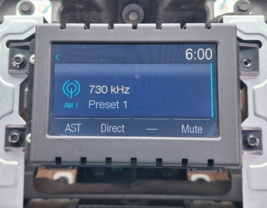 6:00
730 kHz
AM 1 Preset 1
AST Direct — Mute